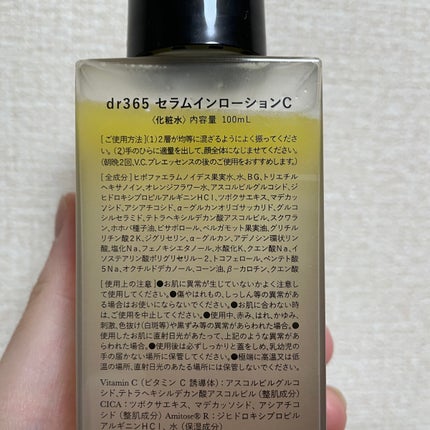 dr365 セラムインローションC
〈化粧水〉内容量 100mL
[ご使用方法](1)2層が均等に混ざるようによく振ってくださ
い。(2)手のひらに適量を出して、顔全体になじませてください。
(朝晩2回、V.C.プレエッセンスの後のご使用をおすすめします。)
[全成分]ヒポファエラムノイデス果実水、水、BG、トリエチル
ヘキサノイン、オレンジフラワー水、アスコルビルグルコシド、ジ
ヒドロキシプロピルアルギニンHCl、ツボクサエキス、マデカッ
ソシド、アシアチコシド、α-グルカンオリゴサッカリド、グルコ
シルセラミド、テトラヘキシルデカン酸アスコルビル、スクワラ
ン、ホホバ種子油、ビサボロール、ベルガモット果実油、グリチル
リチン酸2K、ジグリセリン、α-グルカン、アデノシン三リン酸
2Na、塩化Na、フェノキシエタノール、水酸化K、クエン酸Na、イ
ソステアリン酸ポリグリセリル-2、トコフェロール、ペンテト酸
5Na、オクチルドデカノール、コーン油、β-カロチン、クエン酸
[使用上の注意]●お肌に異常が生じていないかよく注意し
て使用してください。●傷やはれもの、しっしん等の異常があ
る場合はお使いにならないでください。●お肌に合わない時
は、ご使用を中止してください。●使用中、赤み、はれ、かゆみ、
刺激、色抜け(白斑等)や黒ずみ等の異常があらわれた場合。●
使用したお肌に直射日光があたって、上記のような異常があ
らわれた場合。●使用後は必ずしっかりと蓋をしめ、乳幼児の
手の届かない場所に保管してください。●極端に高温又は低
温の場所、直射日光のあたる場所には保管しないでください。
Vitamin C (ビタミン C 誘導体):アスコルビルグルコ
シド、テトラヘキシルデカン酸アスコルビル (整肌成分)
CICA:ツボクサエキス、マデカッソシド、アシアチコ
シド (整肌成分) Amitose® R:ジヒドロキシプロピル
アルギニンHCl、水 (保湿成分)